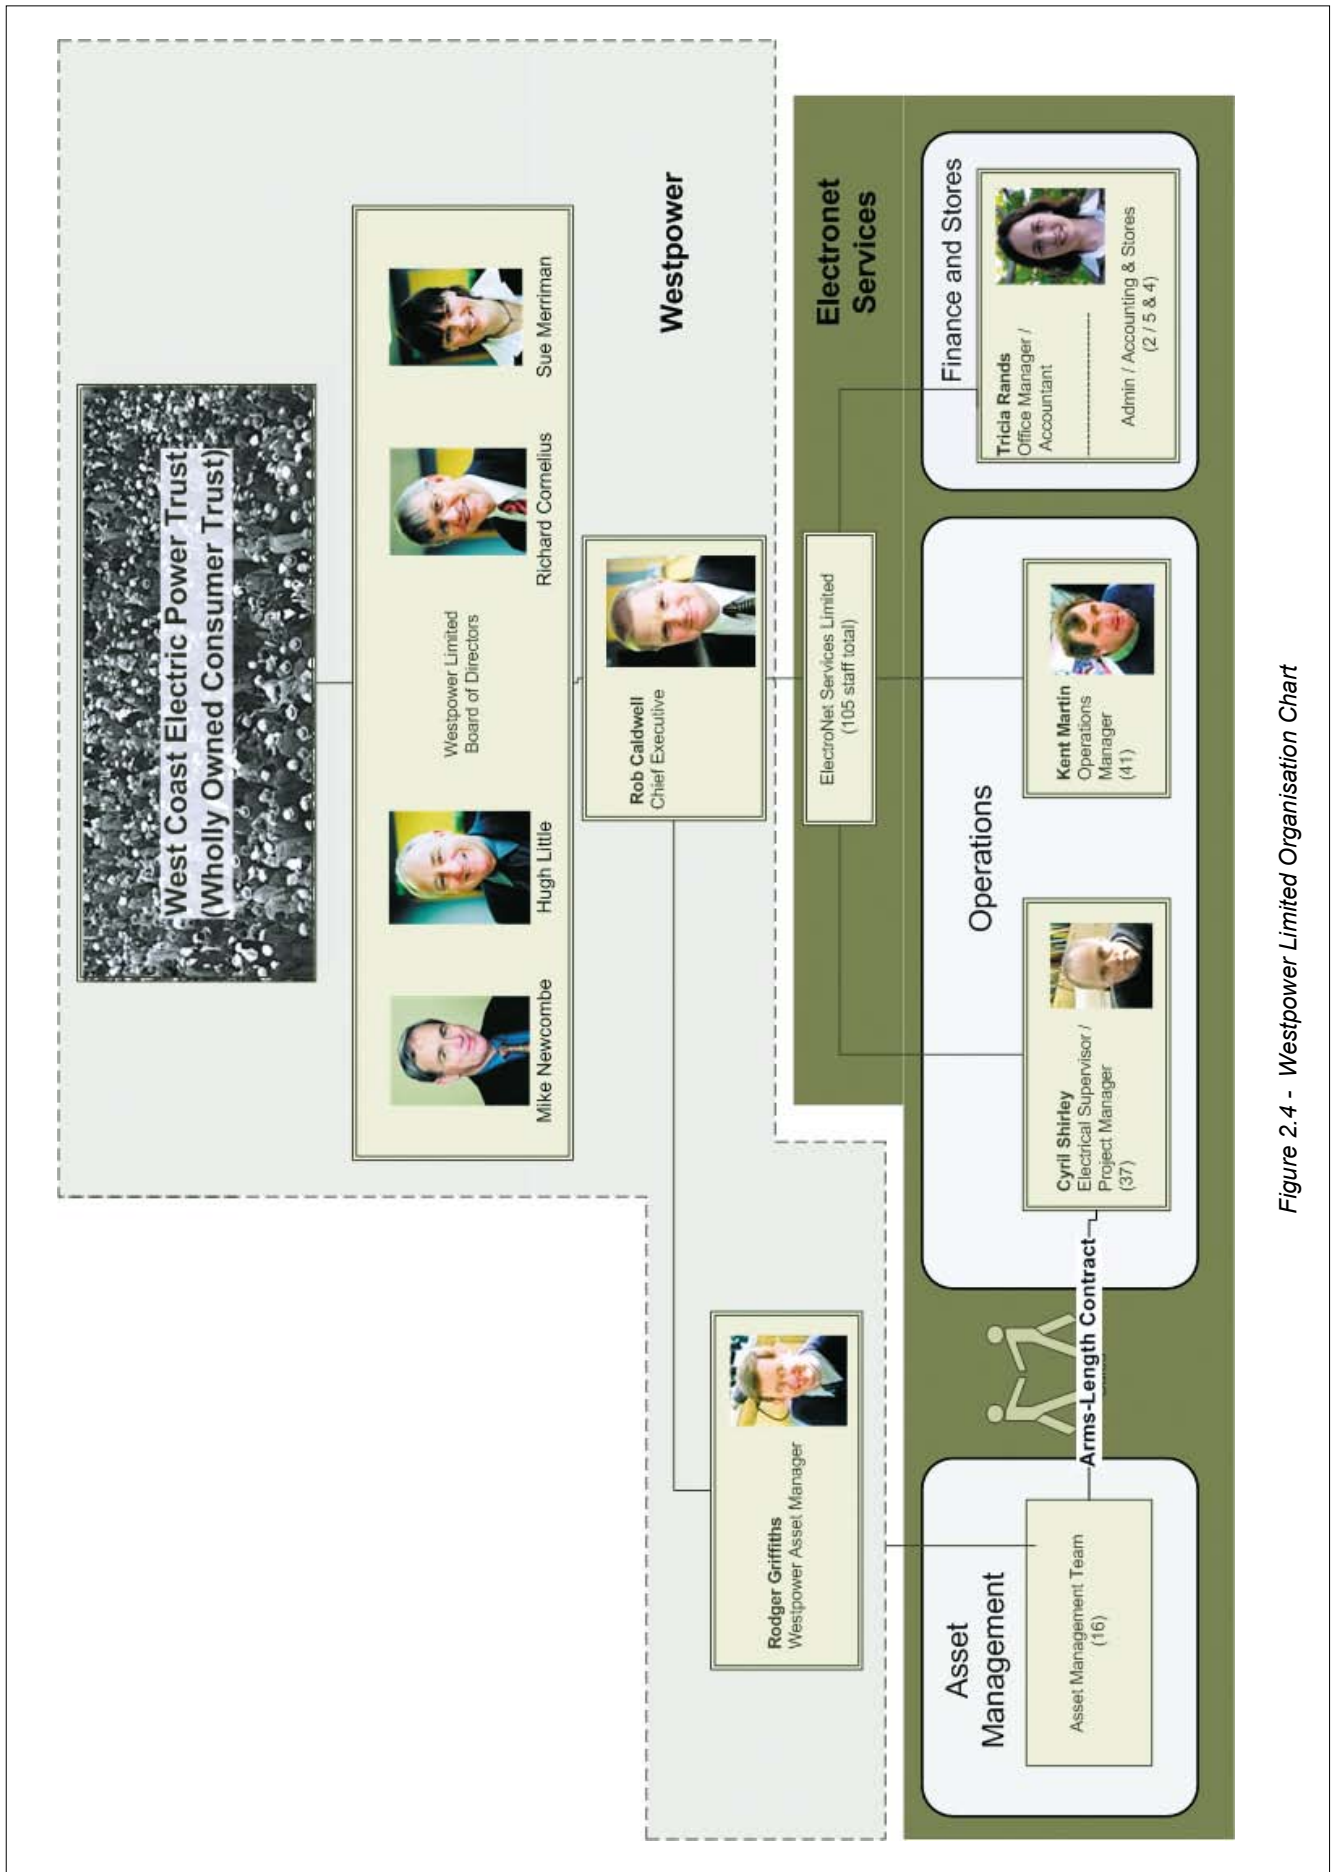 West Coast Electric Power Trust
(Wholly Owned Consumer Trust)
Mike Newcombe
Hugh Little
Westpower Limited
Board of Directors
Richard Cornelius
Sue Merriman
Rob Caldwell
Chief Executive
Westpower
Rodger Griffiths
Westpower Asset Manager
Electronet
Services
ElectroNet Services Limited
(105 staff total)
Asset
Management
Asset Management Team
(16)
Arms-Length Contract
Operations
Cyril Shirley
Electrical Supervisor /
Project Manager
(37)
Kent Martin
Operations
Manager
(41)
Finance and Stores
Tricia Rands
Office Manager /
Accountant
Admin / Accounting & Stores
(2 / 5 & 4)
Figure 2.4 - Westpower Limited Organisation Chart